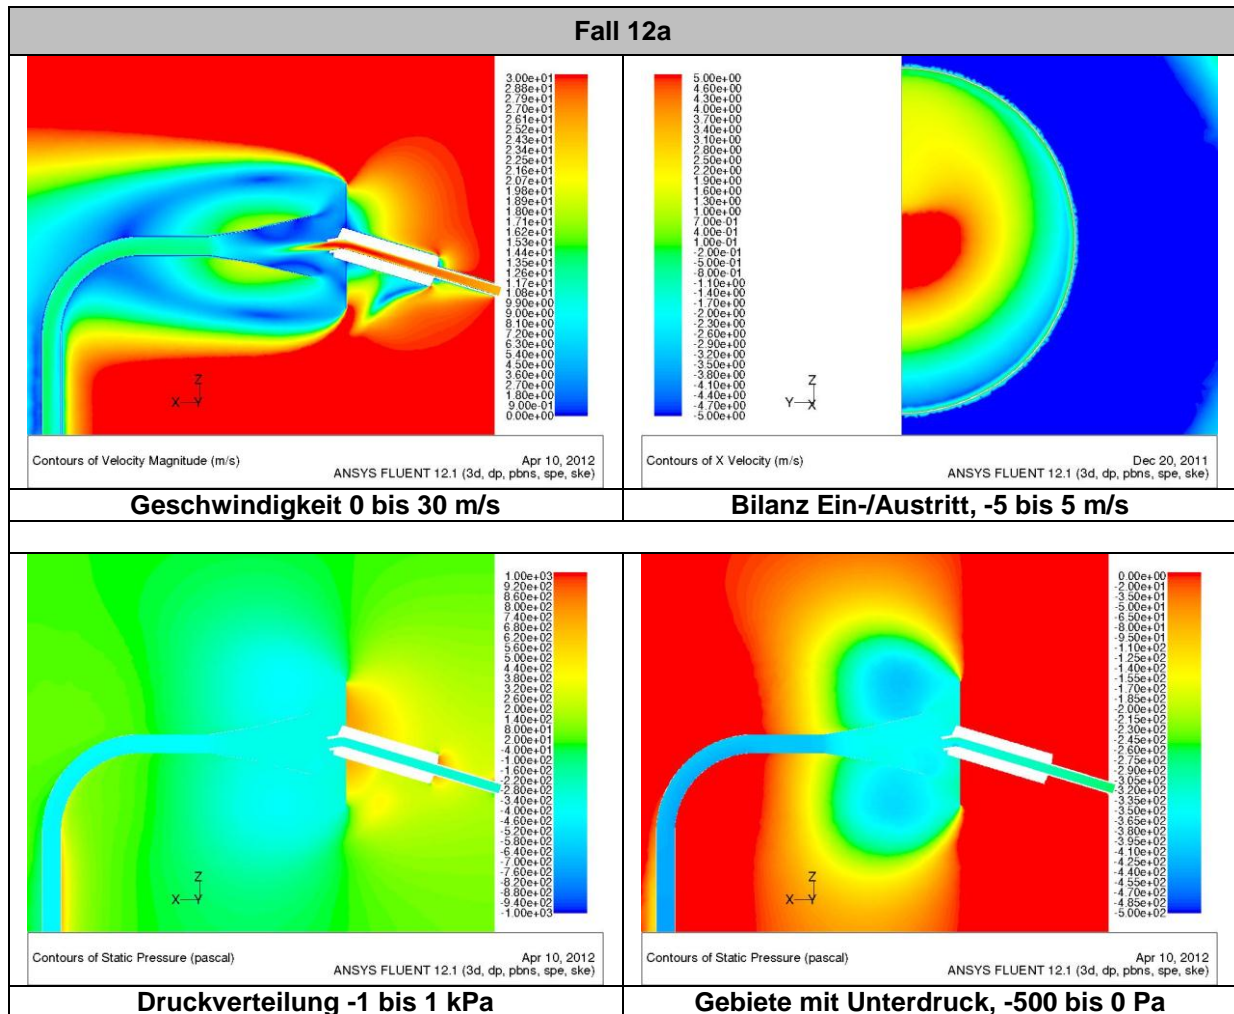 Fall 12a
3.00e+01
2.88e+01
2.79e+01
2.70e+01
2.61e+01
2.52e+01
2.43e+01
2.34e+01
2.25e+01
2.16e+01
2.07e+01
1.98e+01
1.89e+01
1.80e+01
1.71e+01
1.62e+01
1.53e+01
1.44e+01
1.35e+01
1.26e+01
1.17e+01
1.08e+01
9.90e+00
9.00e+00
8.10e+00
7.20e+00
6.30e+00
5.40e+00
4.50e+00
3.60e+00
2.70e+00
1.80e+00
9.00e-01
0.00e+00
Z
X Y
Contours of Velocity Magnitude (m/s)
Apr 10, 2012
ANSYS FLUENT 12.1 (3d, dp, pbns, spe, ske)
Geschwindigkeit 0 bis 30 m/s
5.00e+00
4.60e+00
4.30e+00
4.00e+00
3.70e+00
3.40e+00
3.10e+00
2.80e+00
2.50e+00
2.20e+00
1.90e+00
1.60e+00
1.30e+00
1.00e+00
7.00e-01
4.00e-01
1.00e-01
-2.00e-01
-5.00e-01
-8.00e-01
-1.10e+00
-1.40e+00
-1.70e+00
-2.00e+00
-2.30e+00
-2.60e+00
-2.90e+00
-3.20e+00
-3.50e+00
-3.80e+00
-4.10e+00
-4.40e+00
-4.70e+00
-5.00e+00
Z
Y X
Contours of X Velocity (m/s)
Dec 20, 2011
ANSYS FLUENT 12.1 (3d, dp, pbns, spe, ske)
Bilanz Ein-/Austritt, -5 bis 5 m/s
1.00e+03
9.20e+02
8.60e+02
8.00e+02
7.40e+02
6.80e+02
6.20e+02
5.60e+02
5.00e+02
4.40e+02
3.80e+02
3.20e+02
2.60e+02
2.00e+02
1.40e+02
8.00e+01
2.00e+01
-4.00e+01
-1.00e+02
-1.60e+02
-2.20e+02
-2.80e+02
-3.40e+02
-4.00e+02
-4.60e+02
-5.20e+02
-5.80e+02
-6.40e+02
-7.00e+02
-7.60e+02
-8.20e+02
-8.80e+02
-9.40e+02
-1.00e+03
Z
X Y
Contours of Static Pressure (pascal)
Apr 10, 2012
ANSYS FLUENT 12.1 (3d, dp, pbns, spe, ske)
Druckverteilung -1 bis 1 kPa
0.00e+00
-2.00e+01
-3.50e+01
-5.00e+01
-6.50e+01
-8.00e+01
-9.50e+01
-1.10e+02
-1.25e+02
-1.40e+02
-1.55e+02
-1.70e+02
-1.85e+02
-2.00e+02
-2.15e+02
-2.30e+02
-2.45e+02
-2.60e+02
-2.75e+02
-2.90e+02
-3.05e+02
-3.20e+02
-3.35e+02
-3.50e+02
-3.65e+02
-3.80e+02
-3.95e+02
-4.10e+02
-4.25e+02
-4.40e+02
-4.55e+02
-4.70e+02
-4.85e+02
-5.00e+02
Z
X Y
Contours of Static Pressure (pascal)
Apr 10, 2012
ANSYS FLUENT 12.1 (3d, dp, pbns, spe, ske)
Gebiete mit Unterdruck, -500 bis 0 Pa